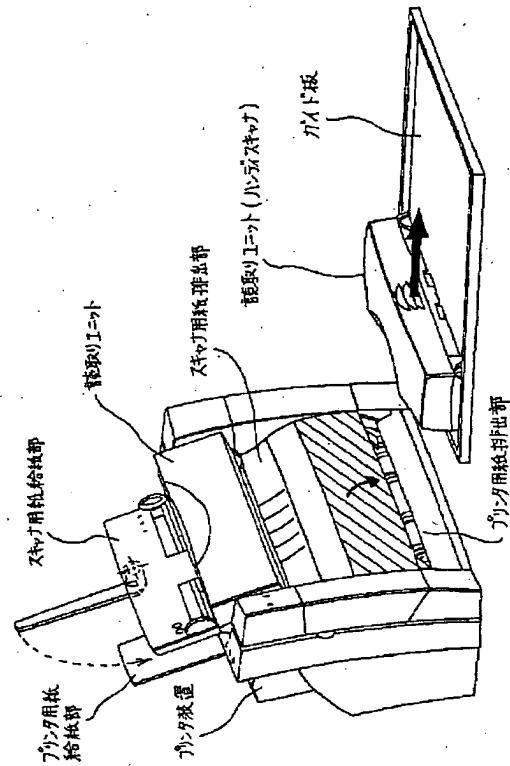 スキャナ用紙給紙部
読取りユニット
スキャナ用紙排出部
読取りユニット(ハンディスキャナ)
ガイド板
プリンタ用紙
給紙部
プリンタ装置
プリンタ用紙排出部